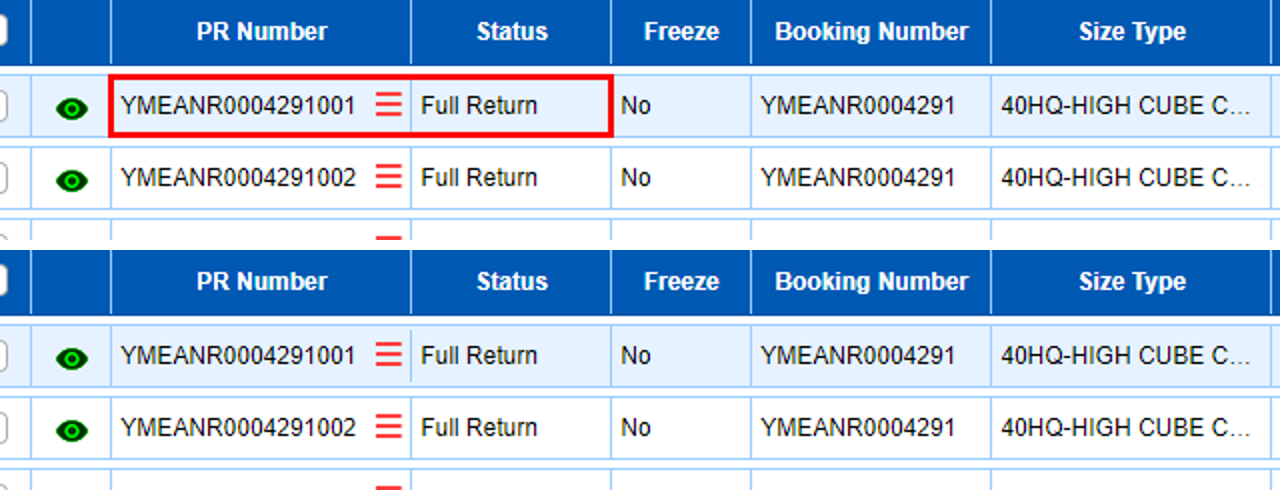 PR Number Status Freeze Booking Number Size Type
YMEANR0004291001 Full Return No YMEANR0004291 40HQ-HIGH CUBE C...
YMEANR0004291002 Full Return No YMEANR0004291 40HQ-HIGH CUBE C...
PR Number Status Freeze Booking Number Size Type
YMEANR0004291001 Full Return No YMEANR0004291 40HQ-HIGH CUBE C...
YMEANR0004291002 Full Return No YMEANR0004291 40HQ-HIGH CUBE C...